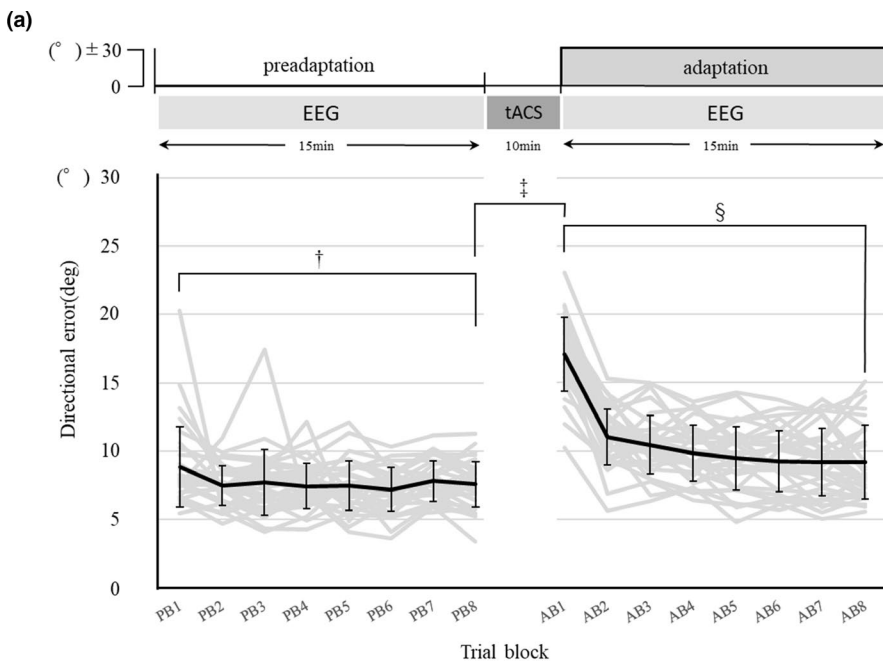 (a)
(°) ±30
0
preadaptation
adaptation
EEG
tACS
EEG
15min
10min
15min
(°)
30
25
20
15
10
5
0
Directional error(deg)
†
‡
§
PB1 PB2 PB3 PB4 PB5 PB6 PB7 PB8 AB1 AB2 AB3 AB4 AB5 AB6 AB7 AB8
Trial block